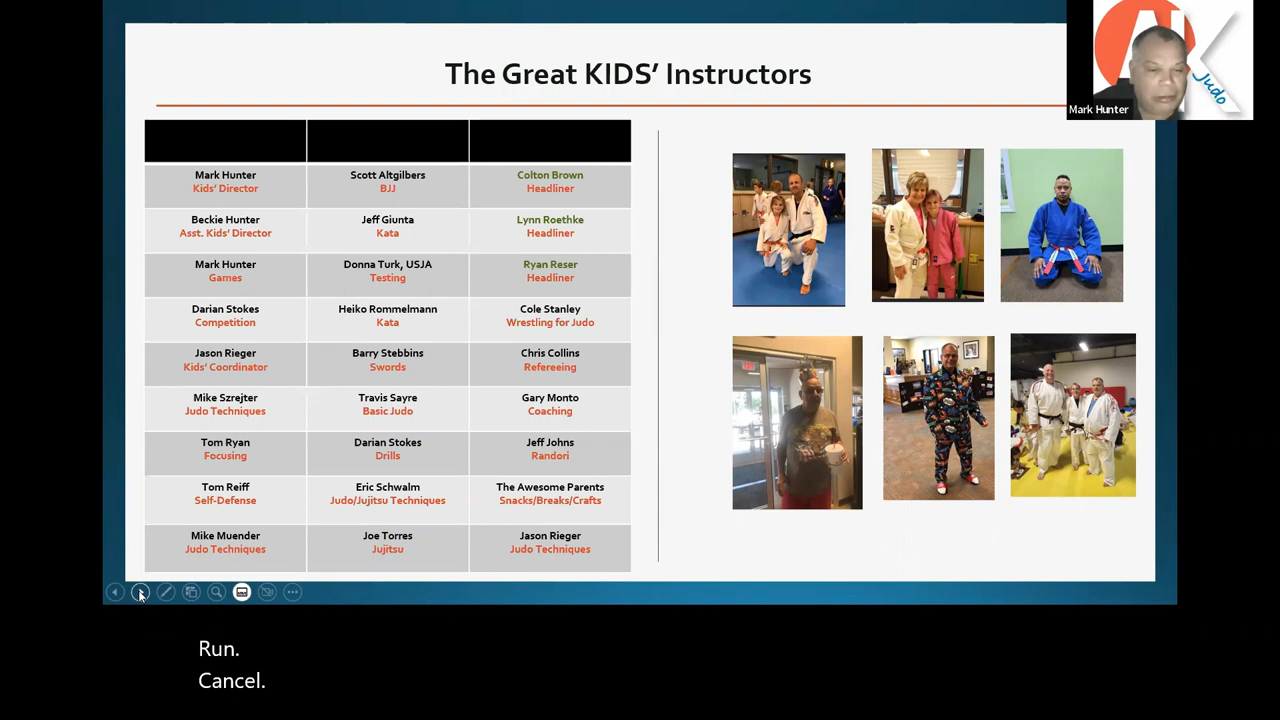 The Great KIDS’ Instructors
Mark Hunter
Kids’ Director
Scott Altgilbers
BJJ
Colton Brown
Headliner
Beckie Hunter
Asst. Kids’ Director
Jeff Giunta
Kata
Lynn Roethke
Headliner
Mark Hunter
Games
Donna Turk, USJA
Testing
Ryan Reser
Headliner
Darian Stokes
Competition
Heiko Rommelmann
Kata
Cole Stanley
Wrestling for Judo
Jason Rieger
Kids’ Coordinator
Barry Stebbins
Swords
Chris Collins
Refereeing
Mike Szrejter
Judo Techniques
Travis Sayre
Basic Judo
Gary Monto
Coaching
Tom Ryan
Focusing
Darian Stokes
Drills
Jeff Johns
Randori
Tom Reiff
Self-Defense
Eric Schwalm
Judo/Jujitsu Techniques
The Awesome Parents
Snacks/Breaks/Crafts
Mike Muender
Judo Techniques
Joe Torres
Jujitsu
Jason Rieger
Judo Techniques
Judo
Mark Hunter
Run.
Cancel.